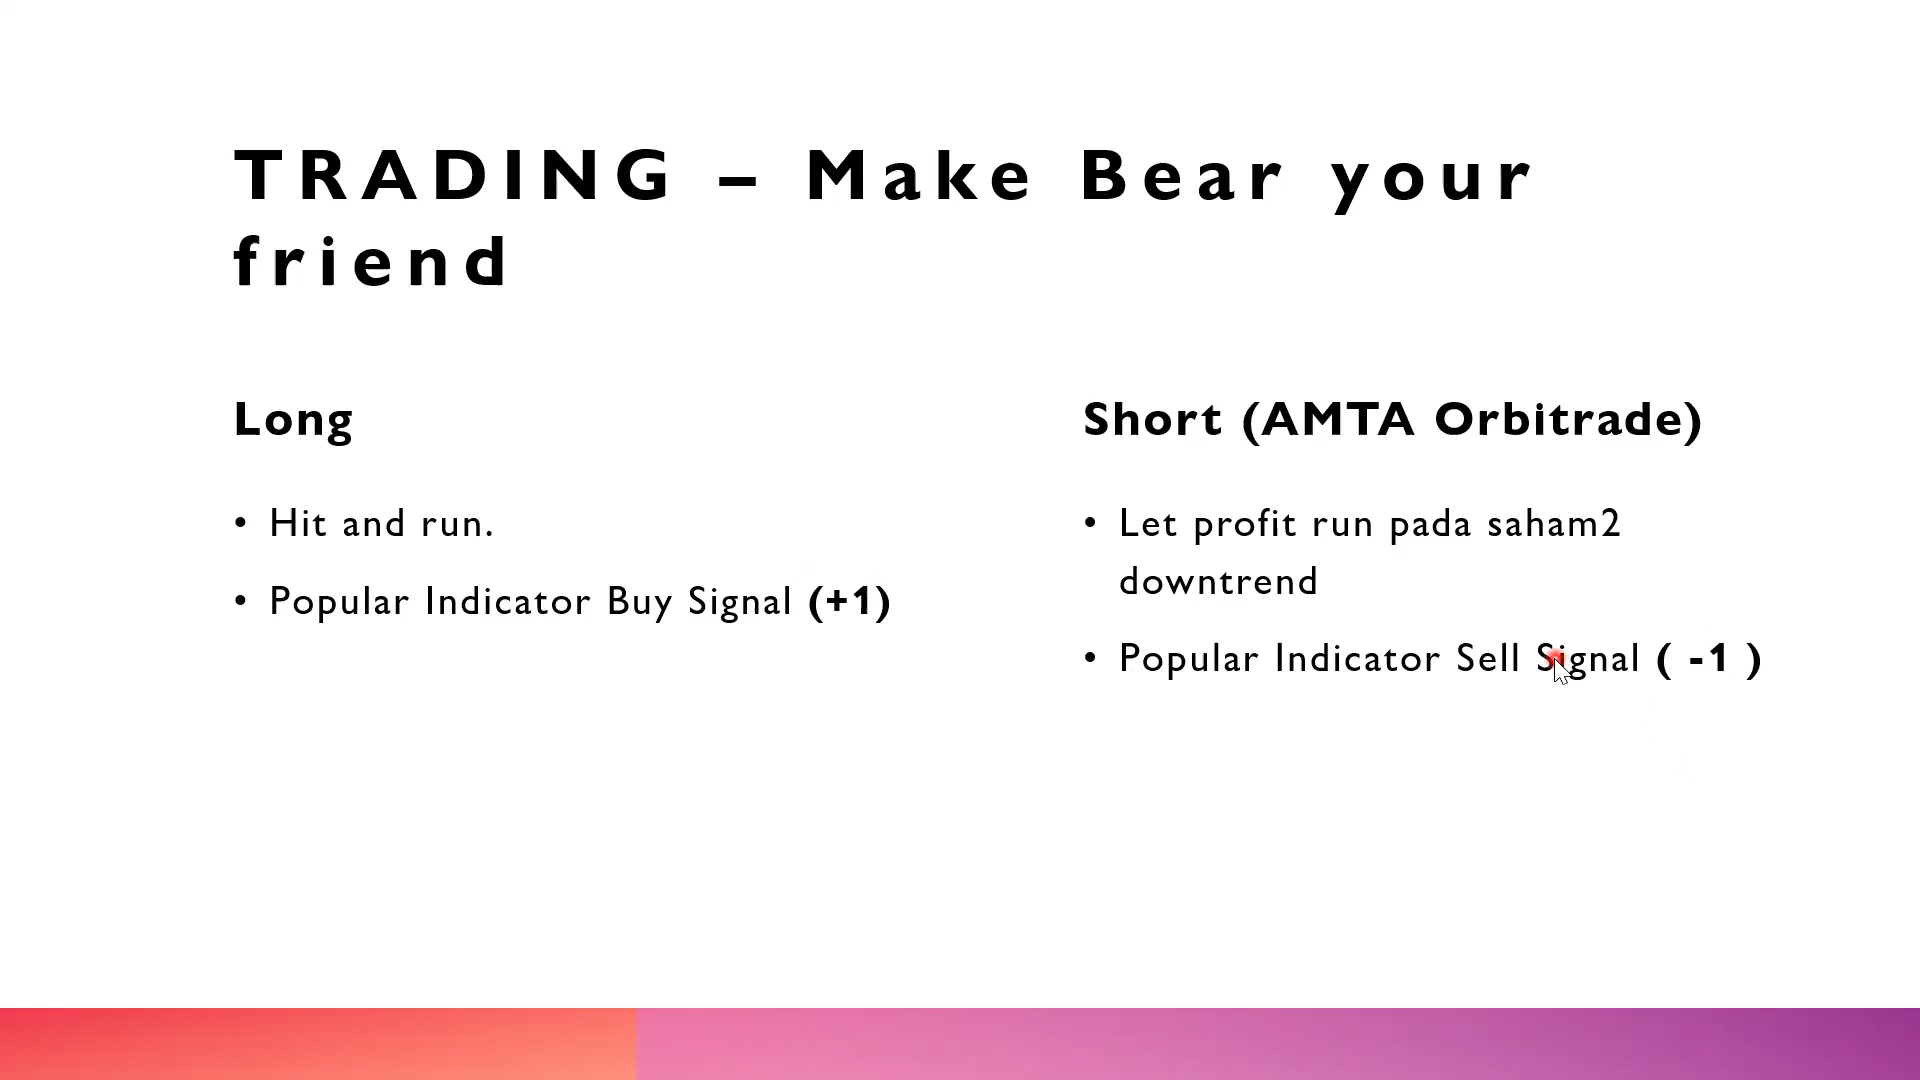 TRADING – Make Bear your
friend
Long
• Hit and run.
• Popular Indicator Buy Signal (+1)
Short (AMTA Orbitrade)
• Let profit run pada saham2
downtrend
• Popular Indicator Sell Signal ( -1 )